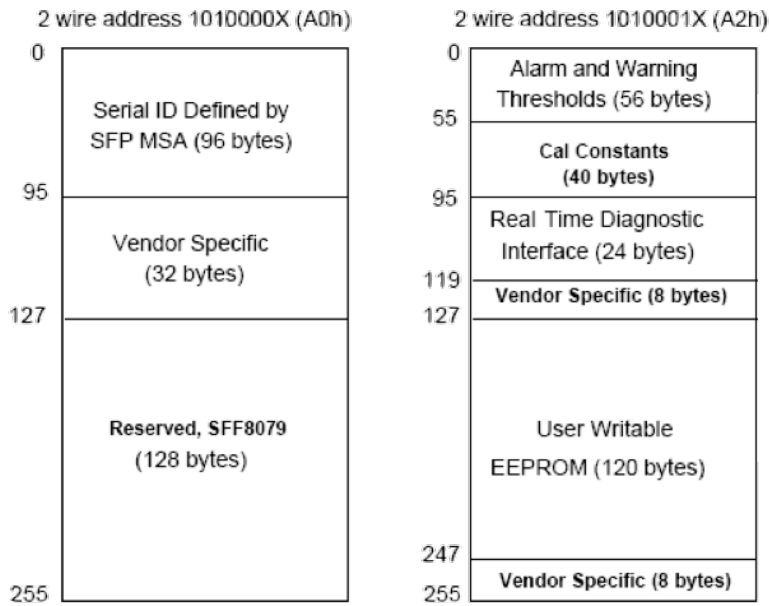 2 wire address 1010000X (A0h)
0
Serial ID Defined by
SFP MSA (96 bytes)
95
Vendor Specific
(32 bytes)
127
Reserved, SFF8079
(128 bytes)
255
2 wire address 1010001X (A2h)
0
Alarm and Warning
Thresholds (56 bytes)
55
Cal Constants
(40 bytes)
95
Real Time Diagnostic
Interface (24 bytes)
119
Vendor Specific (8 bytes)
127
User Writable
EEPROM (120 bytes)
247
Vendor Specific (8 bytes)
255